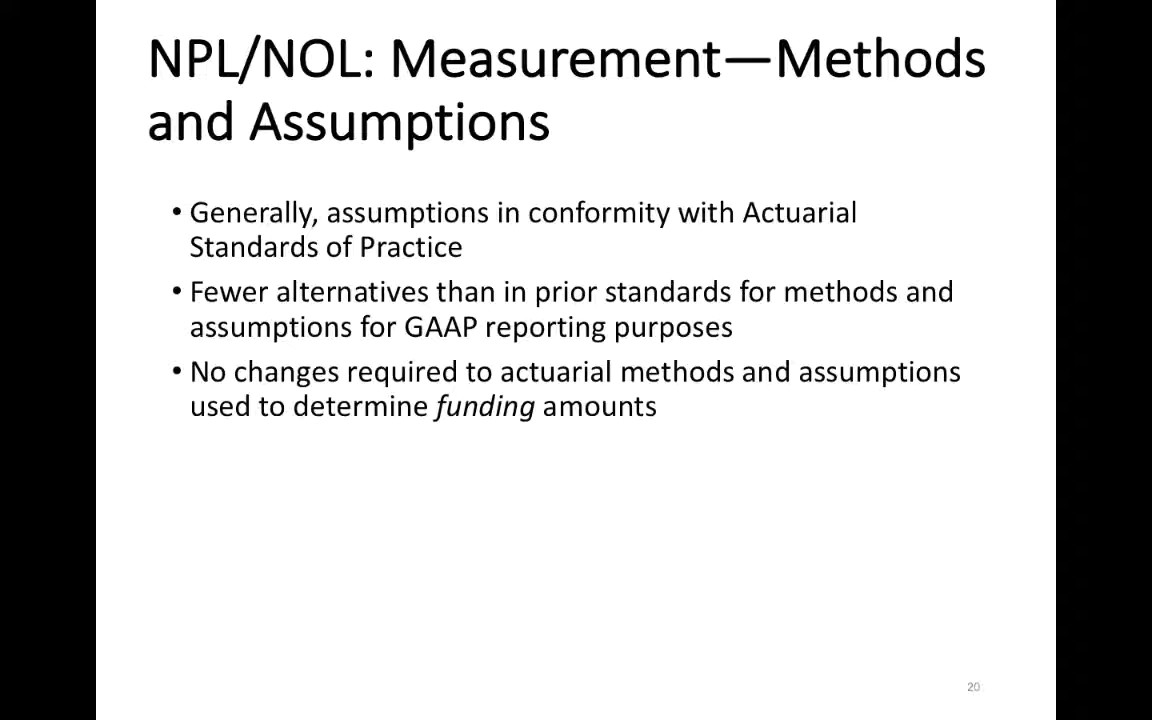 NPL/NOL: Measurement—Methods
and Assumptions
• Generally, assumptions in conformity with Actuarial
Standards of Practice
• Fewer alternatives than in prior standards for methods and
assumptions for GAAP reporting purposes
• No changes required to actuarial methods and assumptions
used to determine funding amounts
20